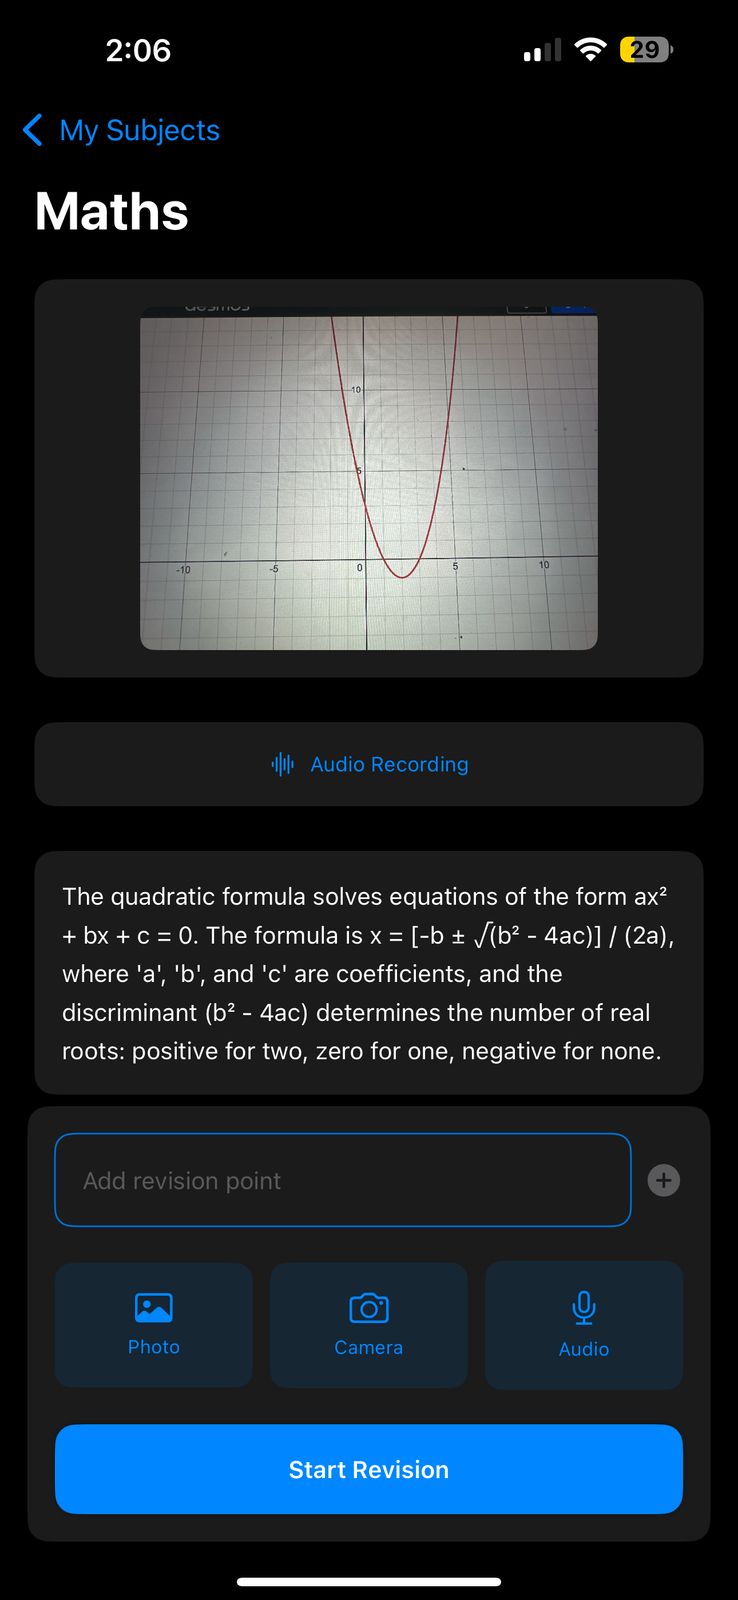 2:06
29
My Subjects
Maths
desmos
10
5
-10
-5
0
5
10
Audio Recording
The quadratic formula solves equations of the form ax²
+ bx + c = 0. The formula is x = [-b ± √(b² - 4ac)] / (2a),
where 'a', 'b', and 'c' are coefficients, and the
discriminant (b² - 4ac) determines the number of real
roots: positive for two, zero for one, negative for none.
Add revision point
Photo
Camera
Audio
Start Revision